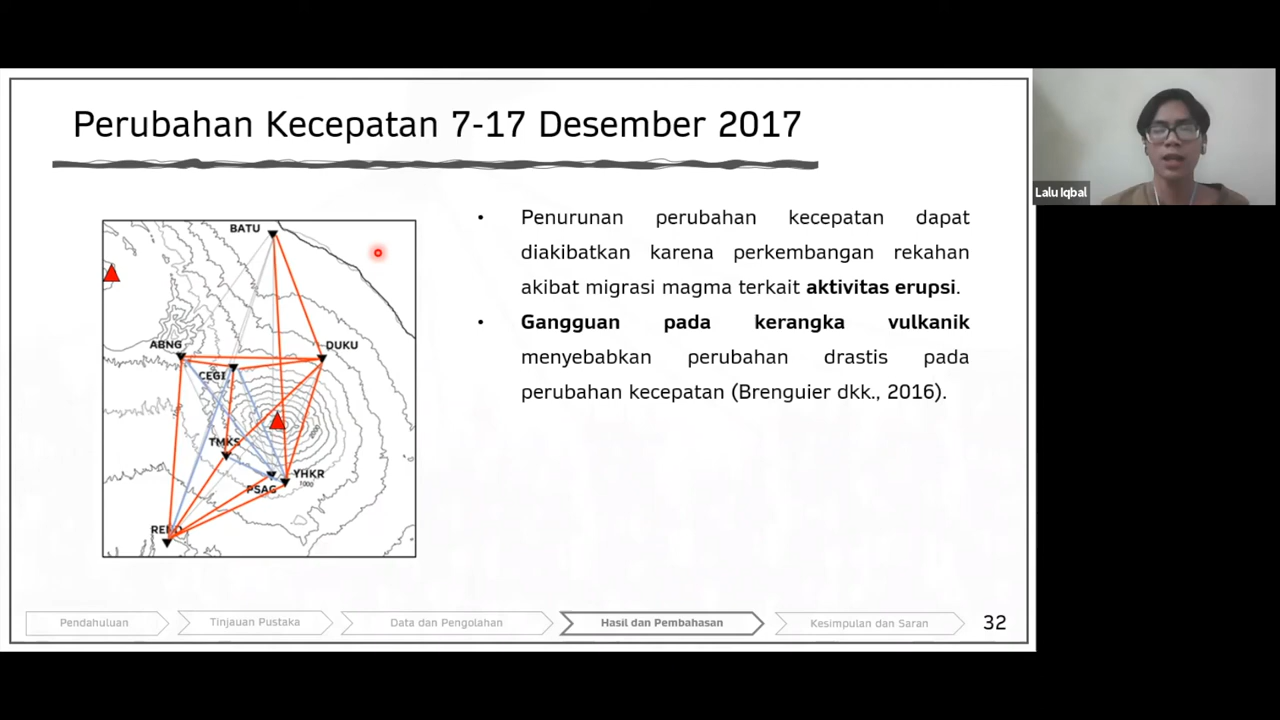 Perubahan Kecepatan 7-17 Desember 2017
Lalu Iqbal
BATU
ABNG
DUKU
CEGI
TMKS
YHKR
PSAG
1000
2000
Penurunan perubahan kecepatan dapat
diakibatkan karena perkembangan rekahan
akibat migrasi magma terkait aktivitas erupsi.
Gangguan pada kerangka vulkanik
menyebabkan perubahan drastis pada
perubahan kecepatan (Brenguier dkk., 2016).
Pendahuluan
Tinjauan Pustaka
Data dan Pengolahan
Hasil dan Pembahasan
Kesimpulan dan Saran
32